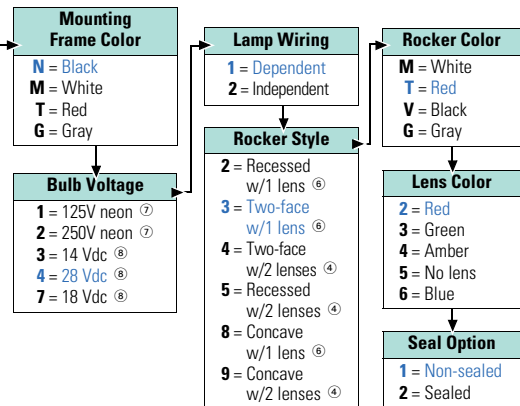 Mounting
Frame Color
N = Black
M = White
T = Red
G = Gray
Bulb Voltage
1 = 125V neon ⑦
2 = 250V neon ⑦
3 = 14 Vdc ⑧
4 = 28 Vdc ⑧
7 = 18 Vdc ⑧
Lamp Wiring
1 = Dependent
2 = Independent
Rocker Style
2 = Recessed
w/1 lens ⑥
3 = Two-face
w/1 lens ⑥
4 = Two-face
w/2 lenses ④
5 = Recessed
w/2 lenses ④
8 = Concave
w/1 lens ⑥
9 = Concave
w/2 lenses ④
Rocker Color
M = White
T = Red
V = Black
G = Gray
Lens Color
2 = Red
3 = Green
4 = Amber
5 = No lens
6 = Blue
Seal Option
1 = Non-sealed
2 = Sealed